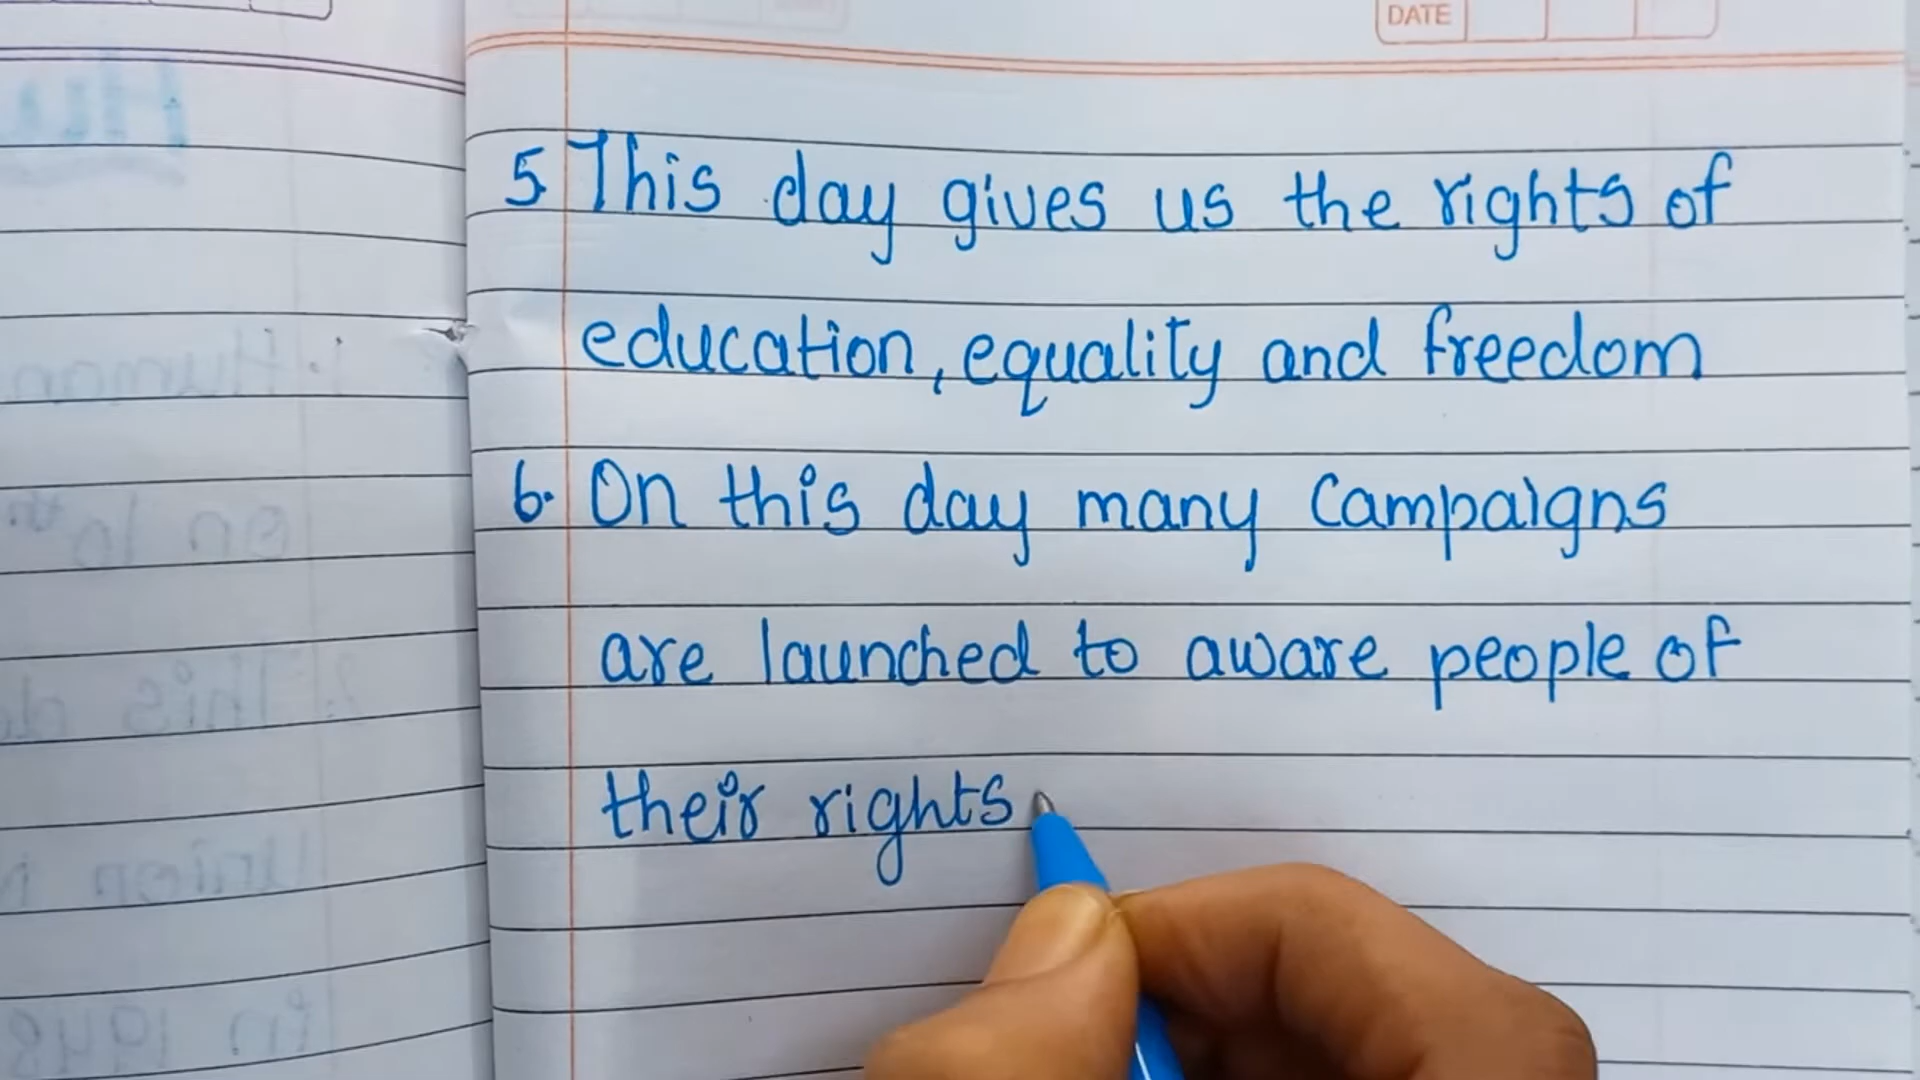 DATE
5. This day gives us the rights of
education, equality and freedom
6. On this day many Campaigns
are launched to aware people of
their rights